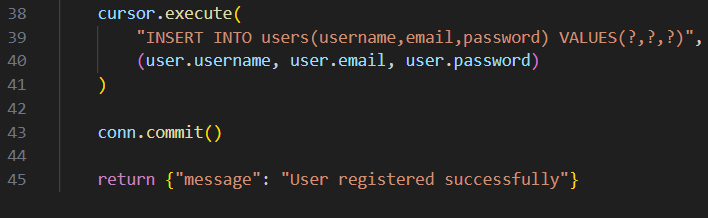 38 cursor.execute(
39 "INSERT INTO users(username,email,password) VALUES(?,?,?)",
40 (user.username, user.email, user.password)
41 )
42
43 conn.commit()
44
45 return {"message": "User registered successfully"}